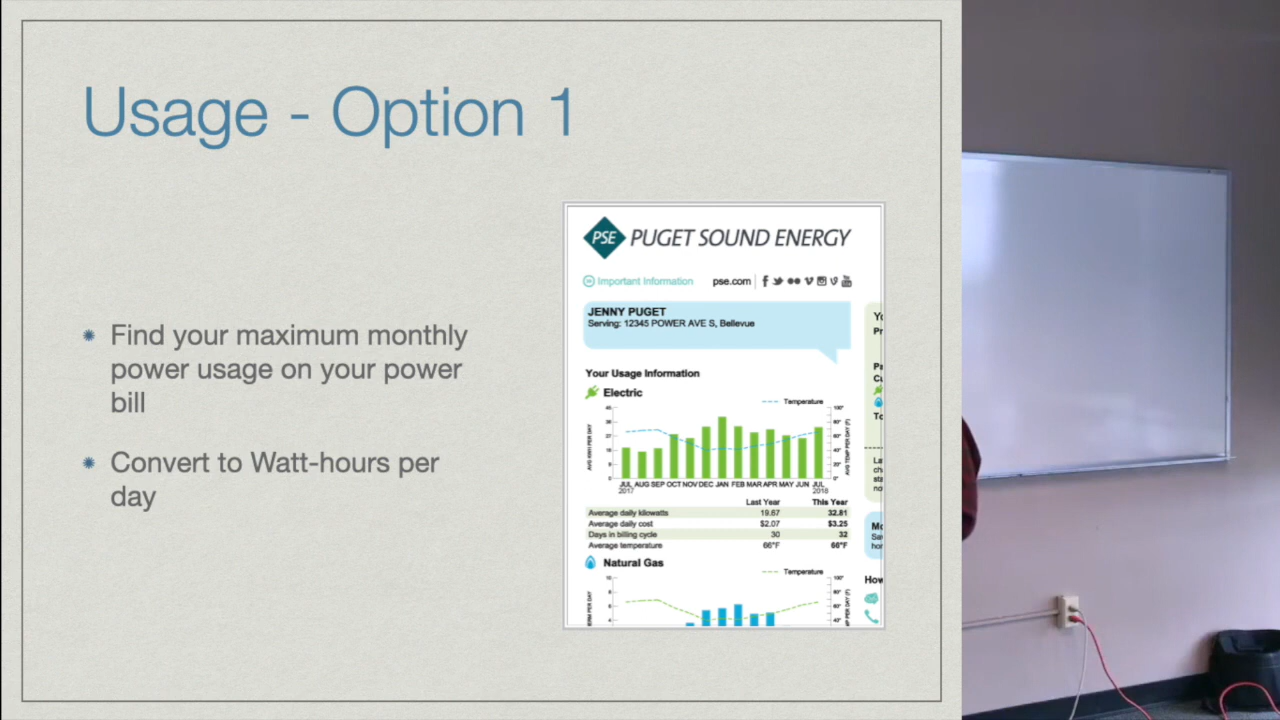 Usage - Option 1
Find your maximum monthly
power usage on your power
bill
Convert to Watt-hours per
day
PSE PUGET SOUND ENERGY
Important Information pse.com
JENNY PUGET
Serving: 12345 POWER AVE S, Bellevue
Your Usage Information
Electric
Temperature
JUL AUG SEP OCT NOV DEC JAN FEB MAR APR MAY JUN JUL
2017 2018
Last Year This Year
Average daily kilowatts 19.67 32.81
Average daily cost $2.07 $3.25
Days in billing cycle 30 32
Average temperature 66°F 66°F
Natural Gas
Temperature
How